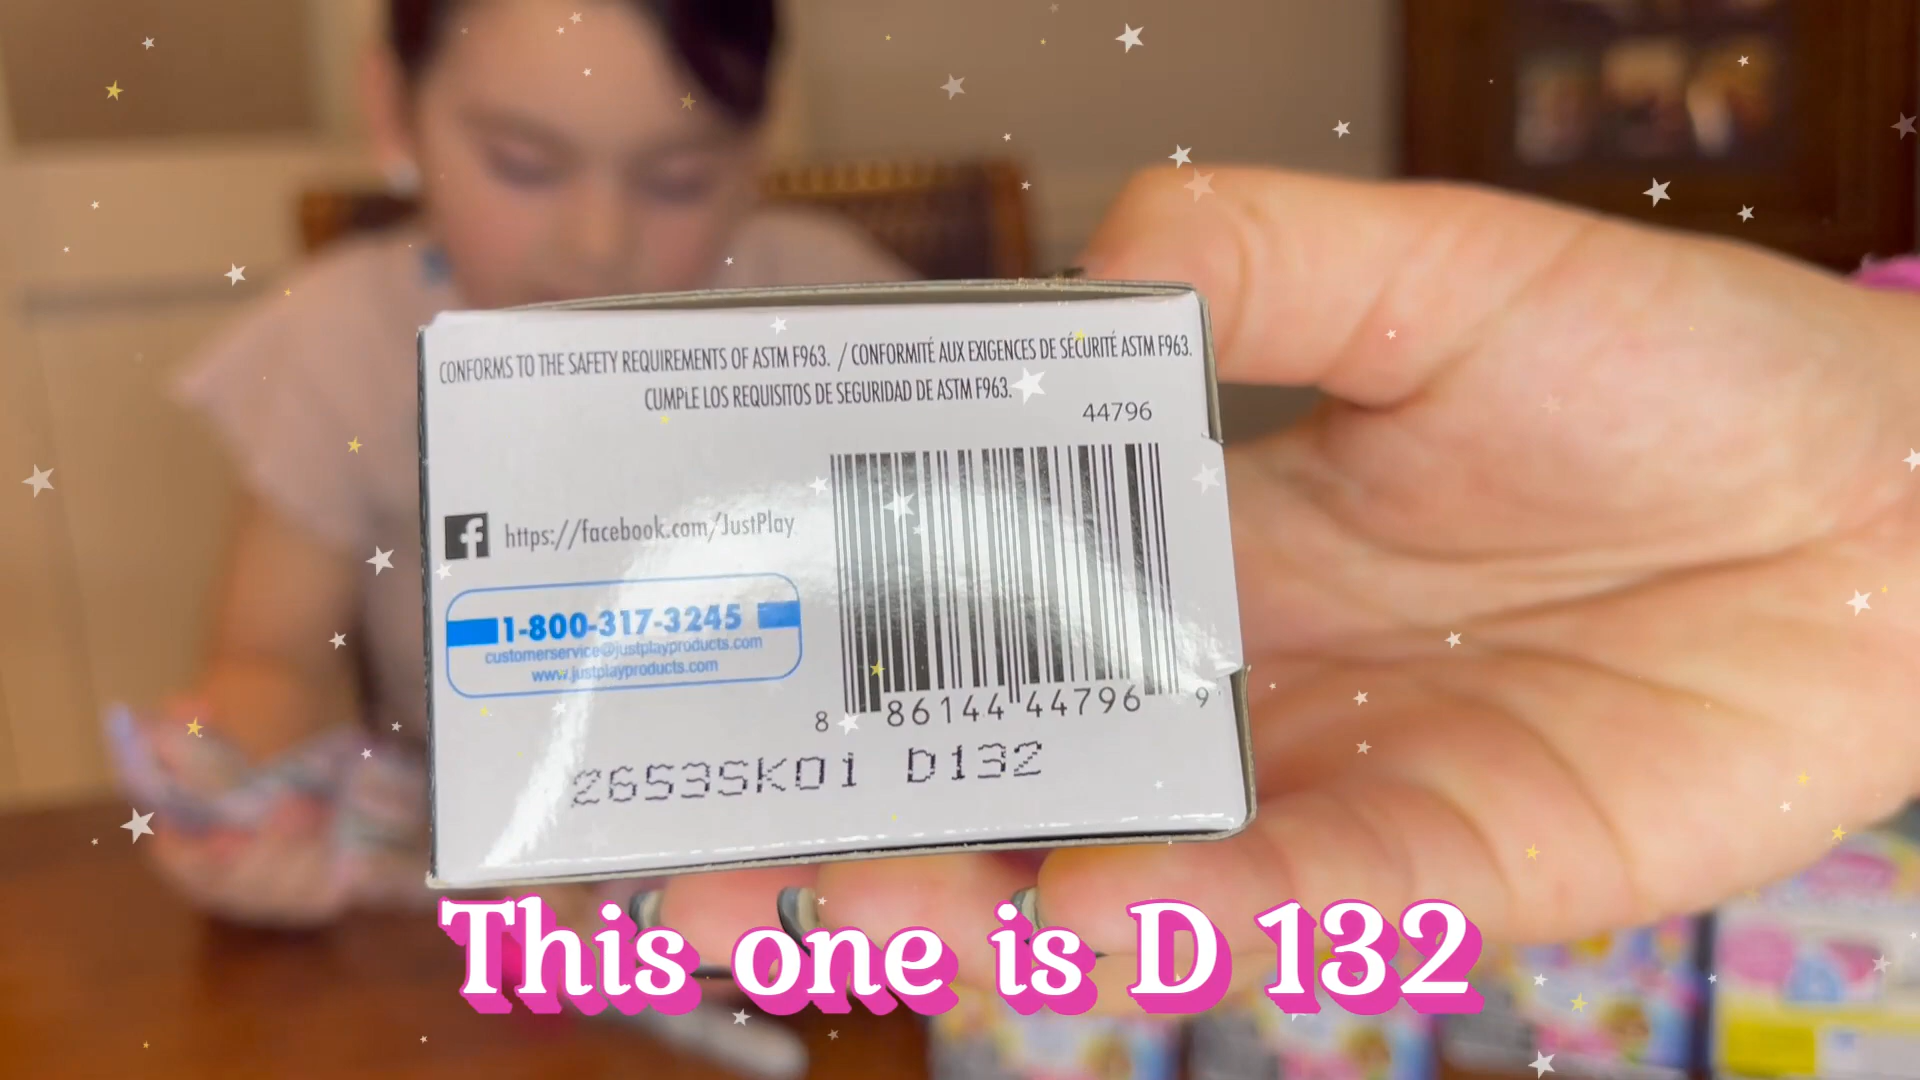 CONFORMS TO THE SAFETY REQUIREMENTS OF ASTM F963. / CONFORMITÉ AUX EXIGENCES DE SÉCURITÉ ASTM F963.
CUMPLE LOS REQUISITOS DE SEGURIDAD DE ASTM F963.
44796
f https://facebook.com/JustPlay
1-800-317-3245
customerservice@justplayproducts.com
www.justplayproducts.com
8 86144 44796 9
2653SK01 D132
This one is D 132